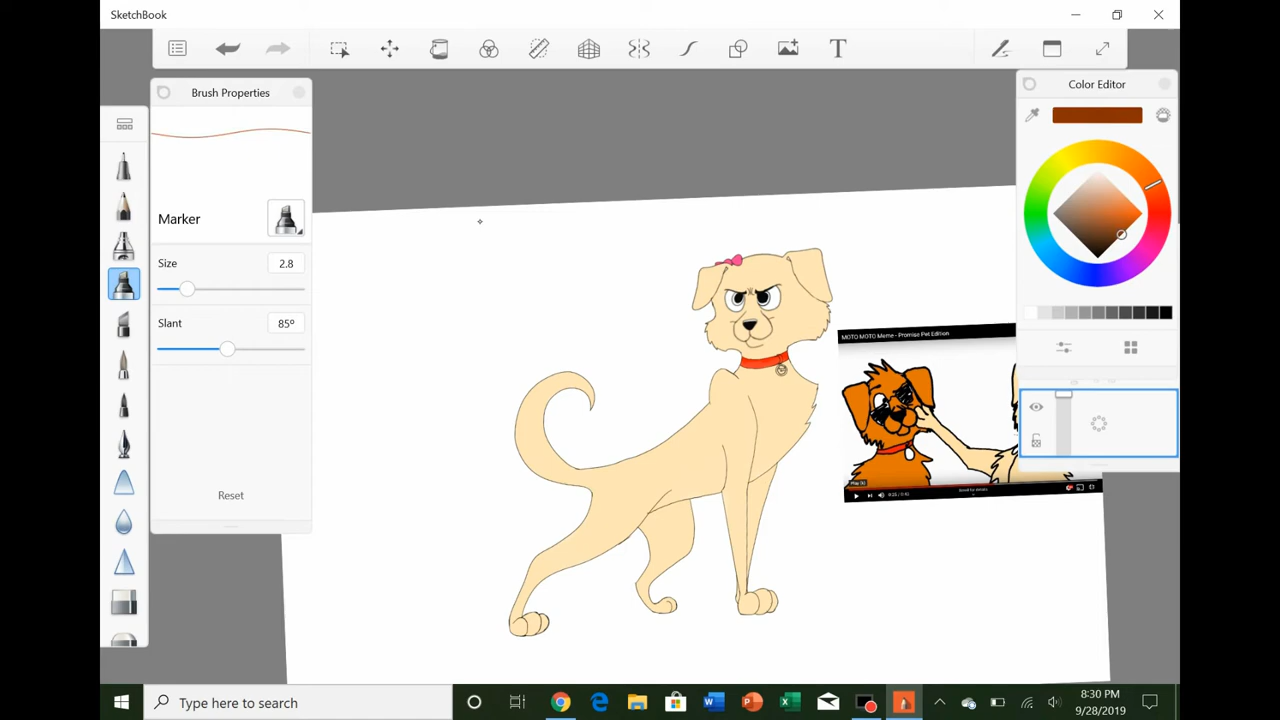 SketchBook
Brush Properties
Color Editor
Marker
Size
2.8
Slant
85º
Reset
MOTO MOTO Meme - Promise Pet Edition
Type here to search
8:30 PM
9/28/2019